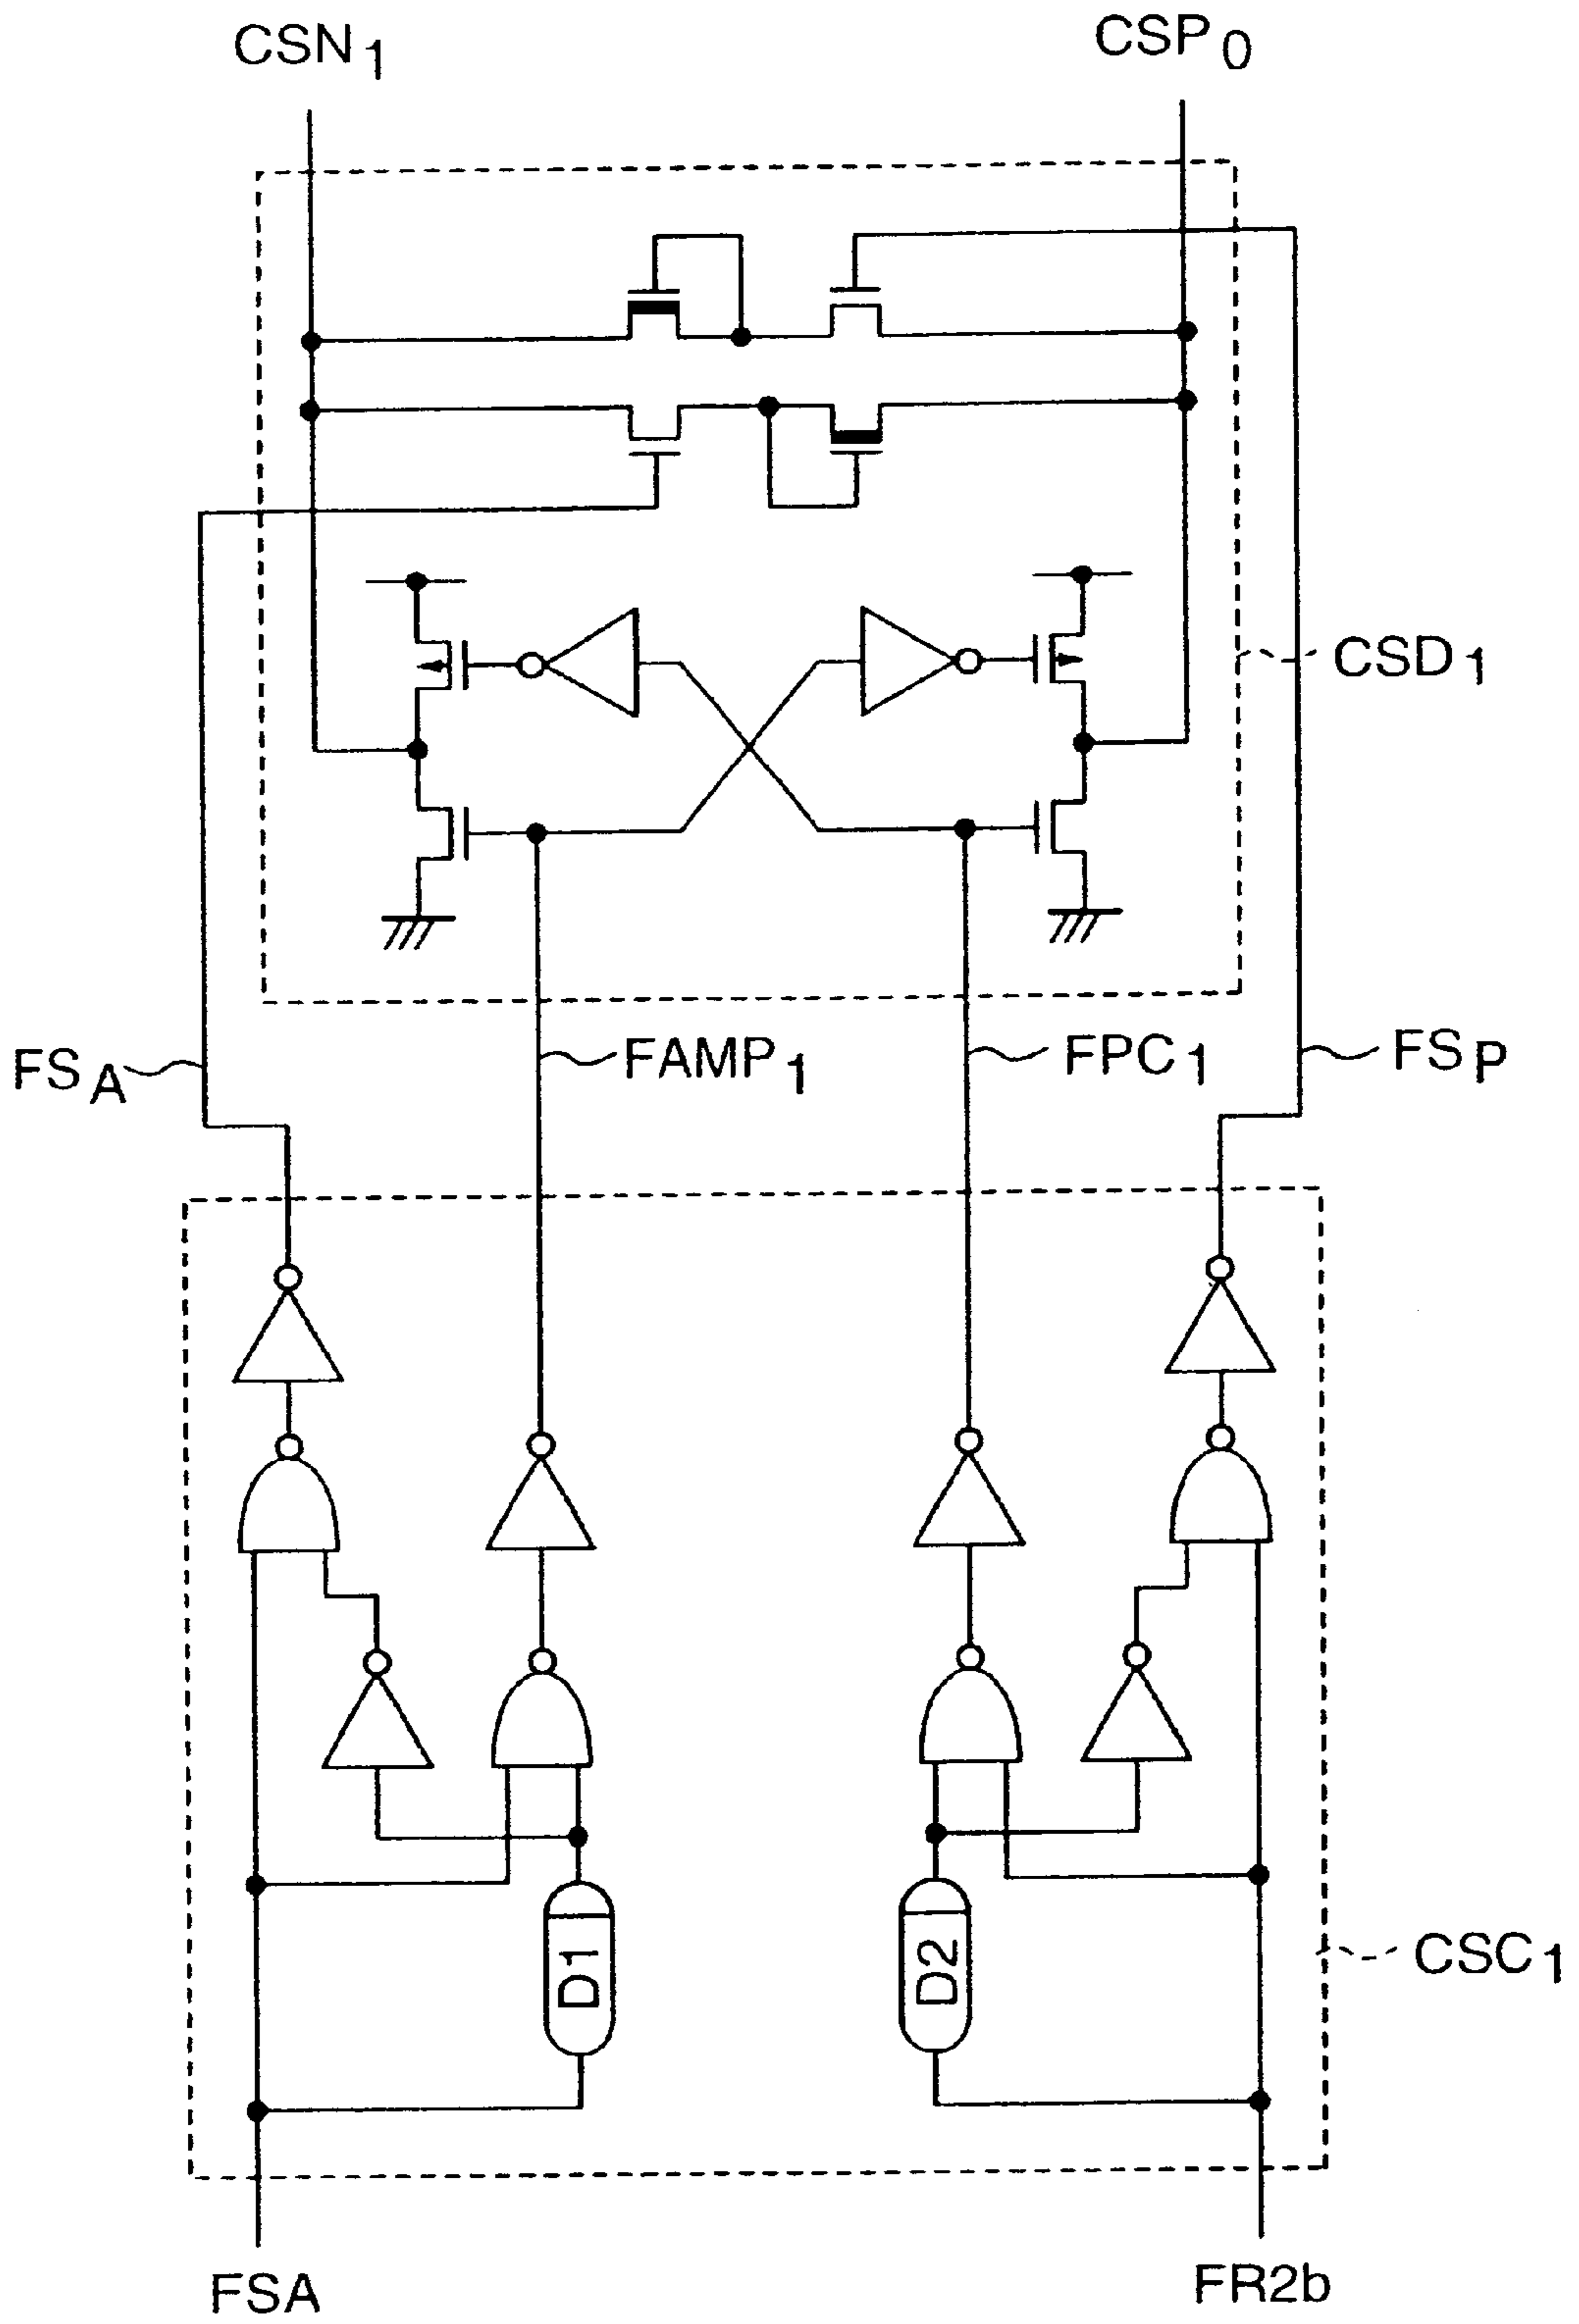 CSN1
CSP0
CSD1
FSA
FAMP1
FPC1
FSP
D1
D2
CSC1
FSA
FR2b